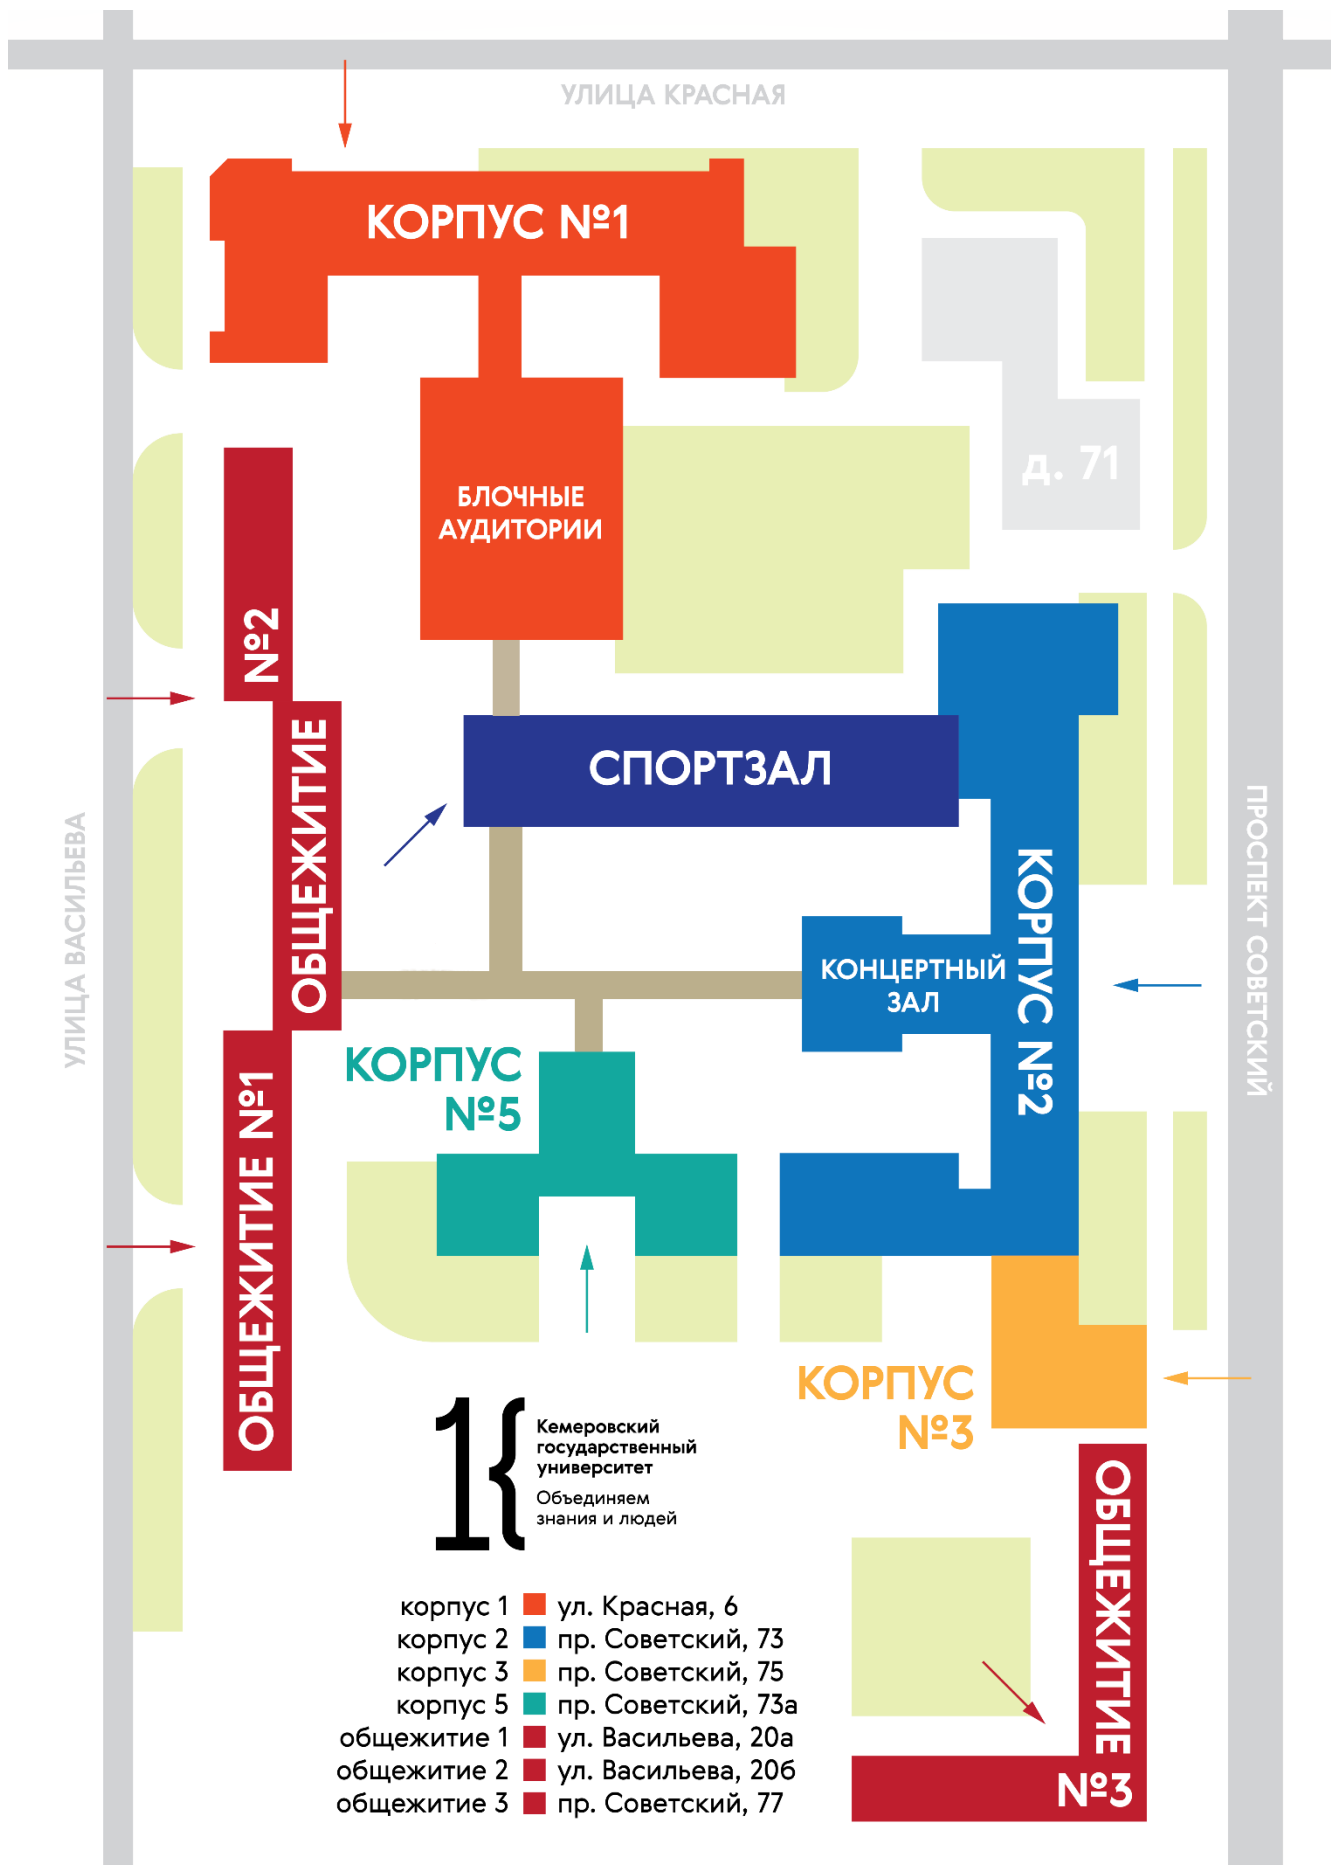 УЛИЦА КРАСНАЯ
КОРПУС №1
д. 71
БЛОЧНЫЕ
АУДИТОРИИ
ОБЩЕЖИТИЕ №2
СПОРТЗАЛ
УЛИЦА ВАСИЛЬЕВА
ПРОСПЕКТ СОВЕТСКИЙ
КОРПУС №2
КОНЦЕРТНЫЙ
ЗАЛ
КОРПУС
№5
ОБЩЕЖИТИЕ №1
КОРПУС
№3
Кемеровский
государственный
университет
Объединяем
знания и людей
ОБЩЕЖИТИЕ
№3
корпус 1 ул. Красная, 6
корпус 2 пр. Советский, 73
корпус 3 пр. Советский, 75
корпус 5 пр. Советский, 73а
общежитие 1 ул. Васильева, 20а
общежитие 2 ул. Васильева, 20б
общежитие 3 пр. Советский, 77